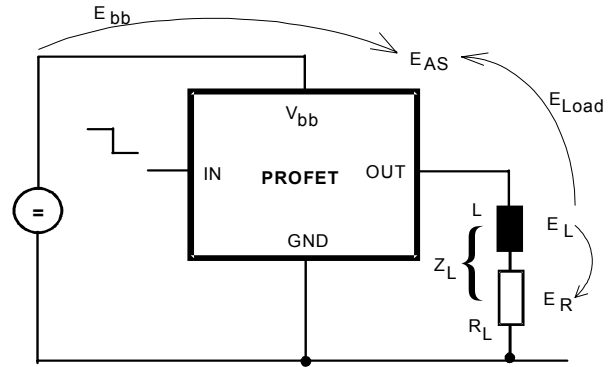 E bb
E AS
E Load
V bb
IN
PROFET
OUT
=
GND
L
E L
Z L
{
E R
R L